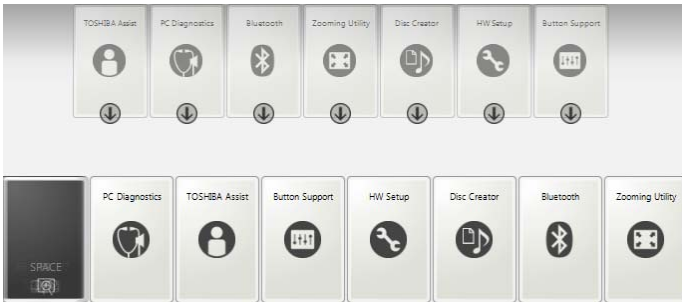 TOSHIBA Assist
PC Diagnostics
Bluetooth
Zooming Utility
Disc Creator
HW Setup
Button Support
SPACE
PC Diagnostics
TOSHIBA Assist
Button Support
HW Setup
Disc Creator
Bluetooth
Zooming Utility